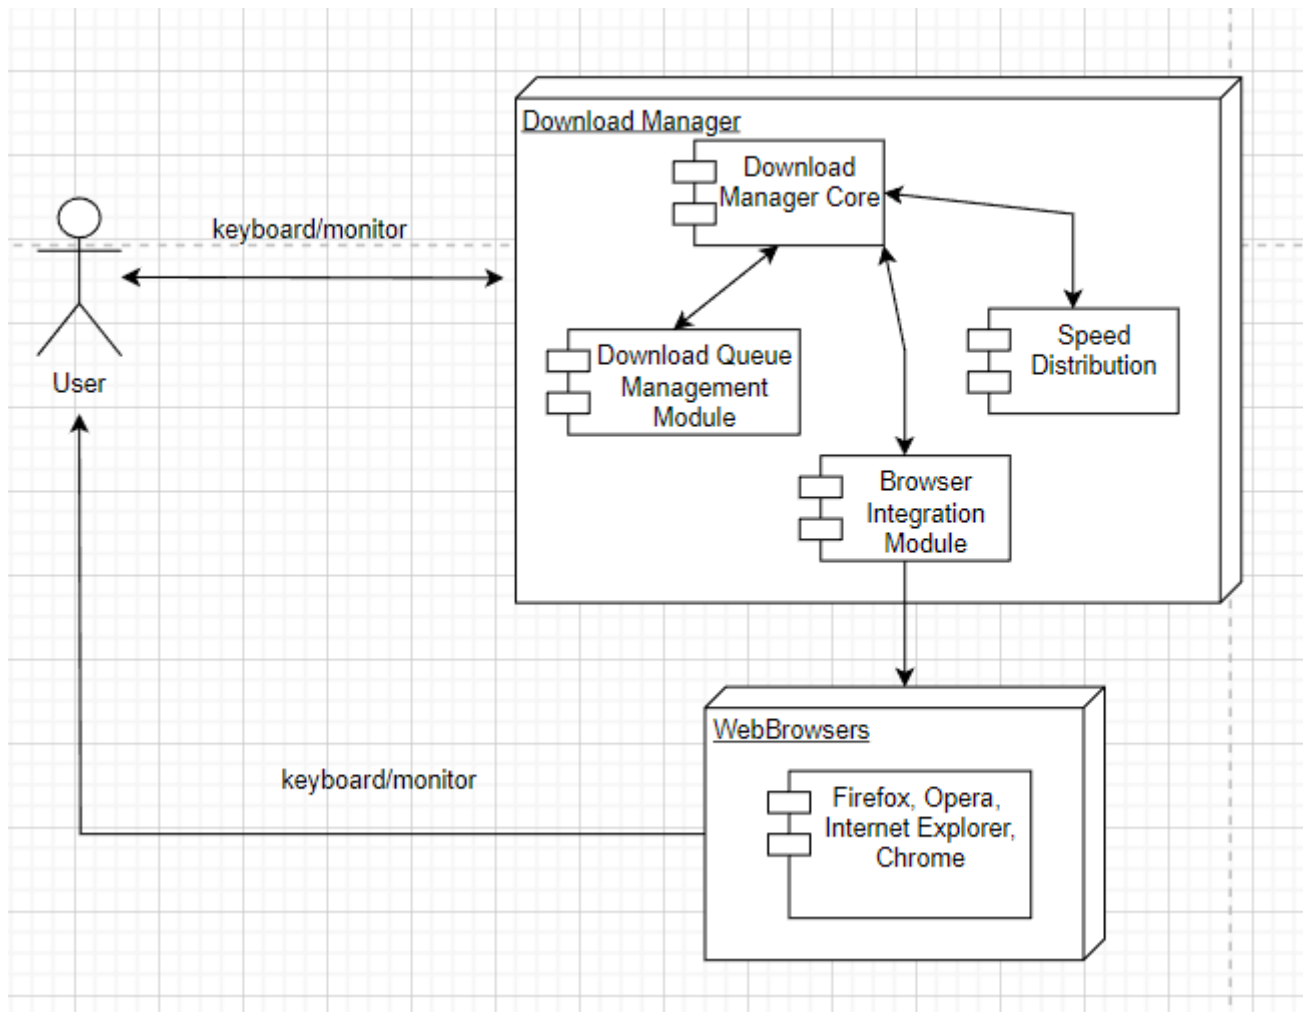 Download Manager
Download
Manager Core
keyboard/monitor
Speed
Distribution
Download Queue
Management
Module
User
Browser
Integration
Module
WebBrowsers
keyboard/monitor
Firefox, Opera,
Internet Explorer,
Chrome